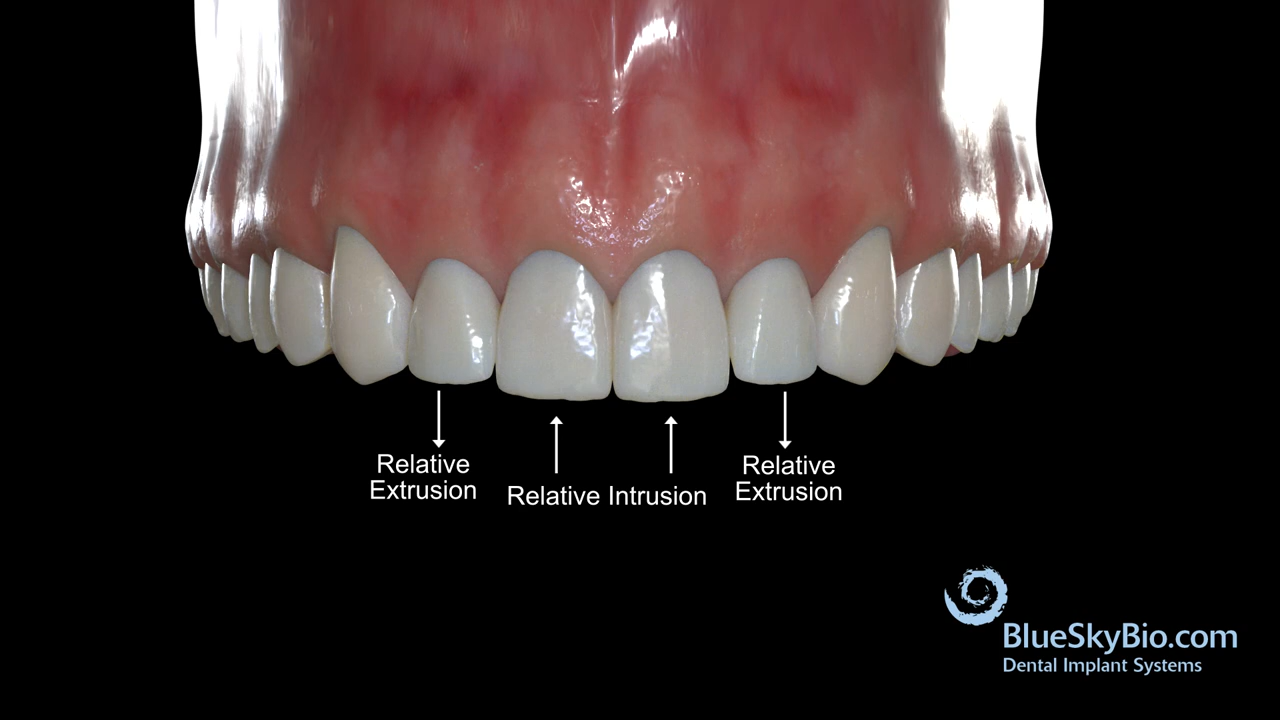 Relative
Extrusion
Relative Intrusion
Relative
Extrusion
BlueSkyBio.com
Dental Implant Systems